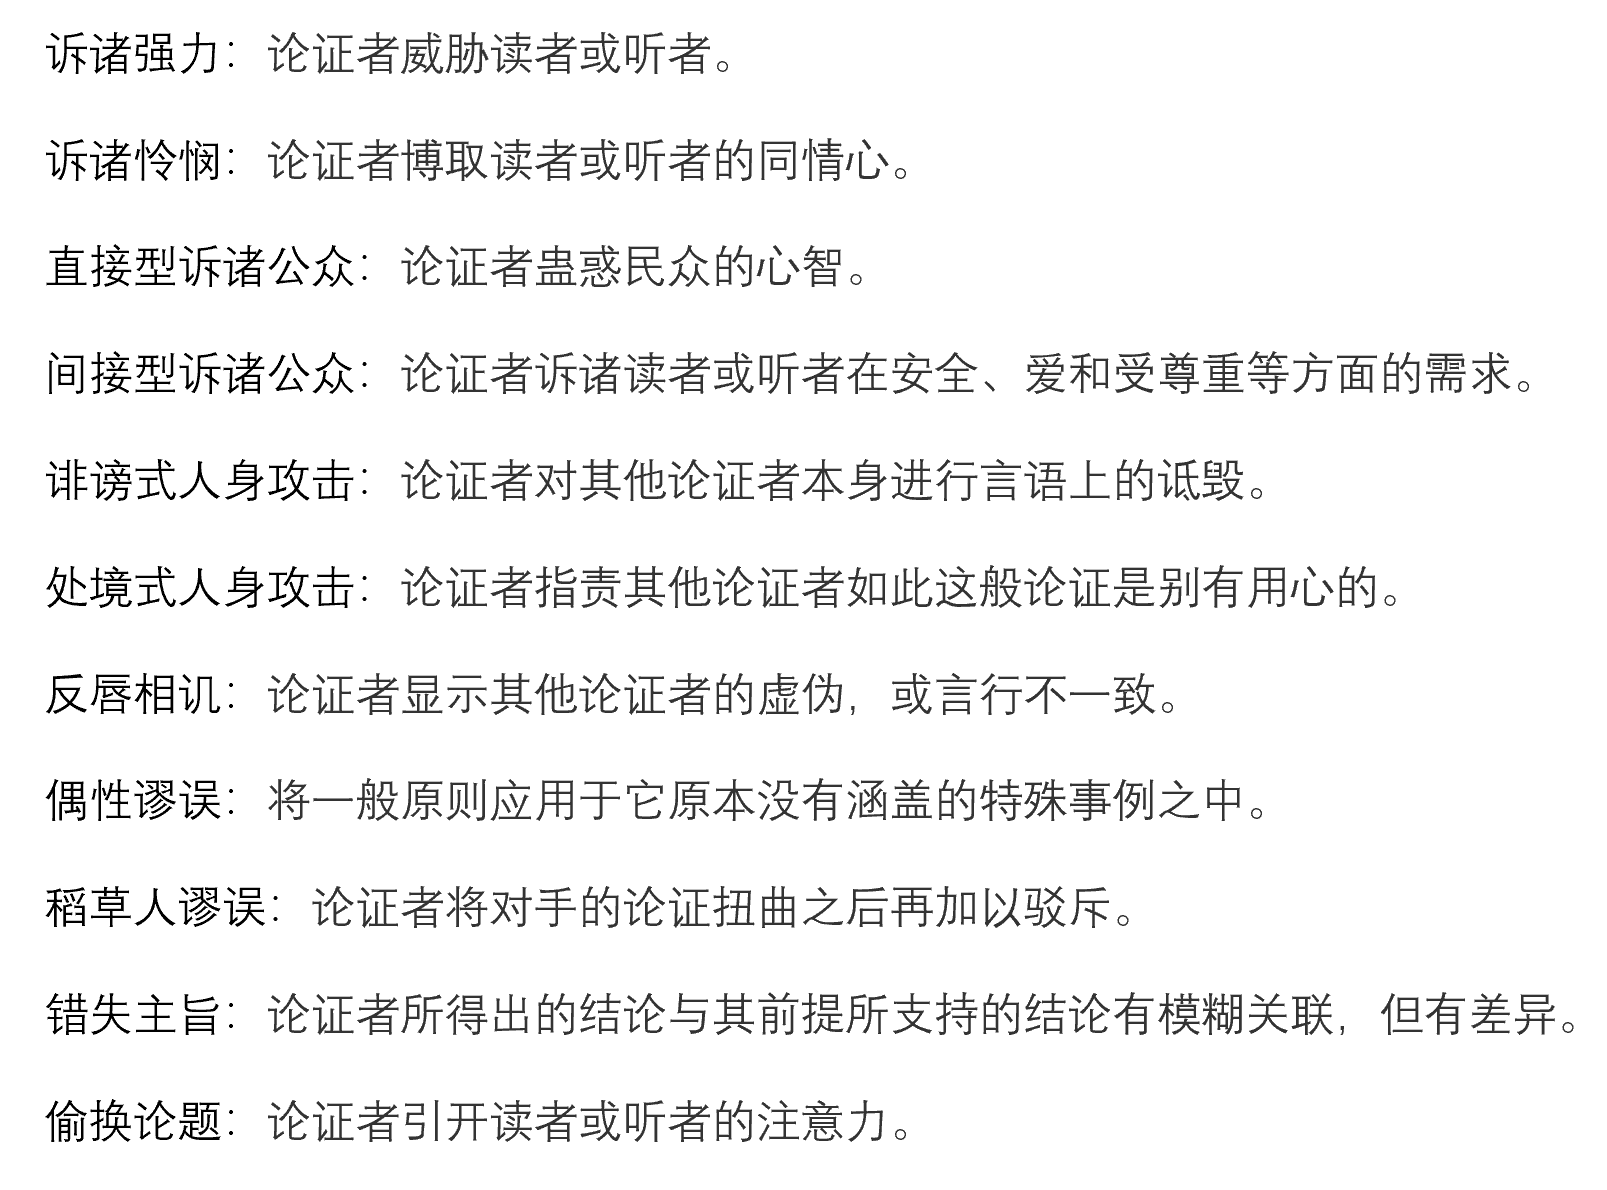 诉诸强力：论证者威胁读者或听者。
诉诸怜悯：论证者博取读者或听者的同情心。
直接型诉诸公众：论证者蛊惑民众的心智。
间接型诉诸公众：论证者诉诸读者或听者在安全、爱和受尊重等方面的需求。
诽谤式人身攻击：论证者对其他论证者本身进行言语上的诋毁。
处境式人身攻击：论证者指责其他论证者如此这般论证是别有用心的。
反唇相讥：论证者显示其他论证者的虚伪，或言行不一致。
偶性谬误：将一般原则应用于它原本没有涵盖的特殊事例之中。
稻草人谬误：论证者将对手的论证扭曲之后再加以驳斥。
错失主旨：论证者所得出的结论与其前提所支持的结论有模糊关联，但有差异。
偷换论题：论证者引开读者或听者的注意力。